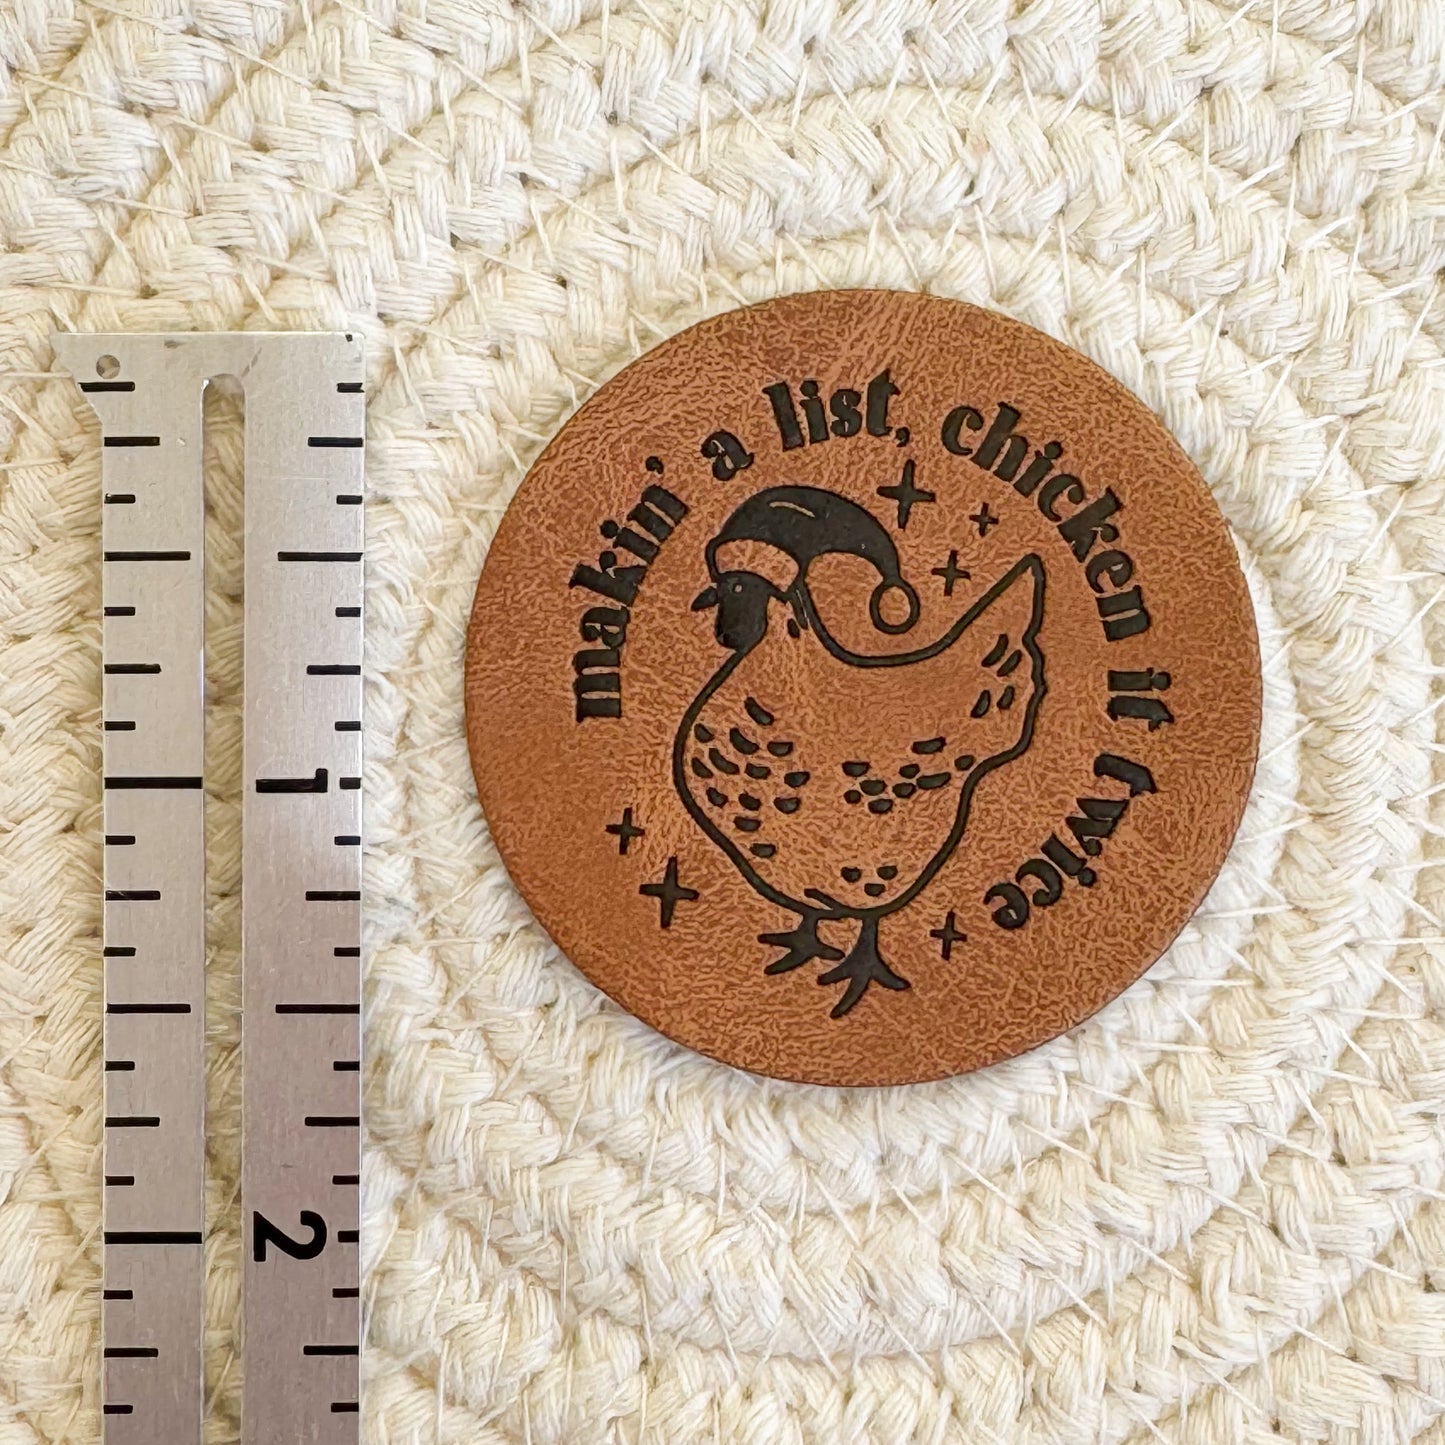 makin' a list, chicken it twice
1
2